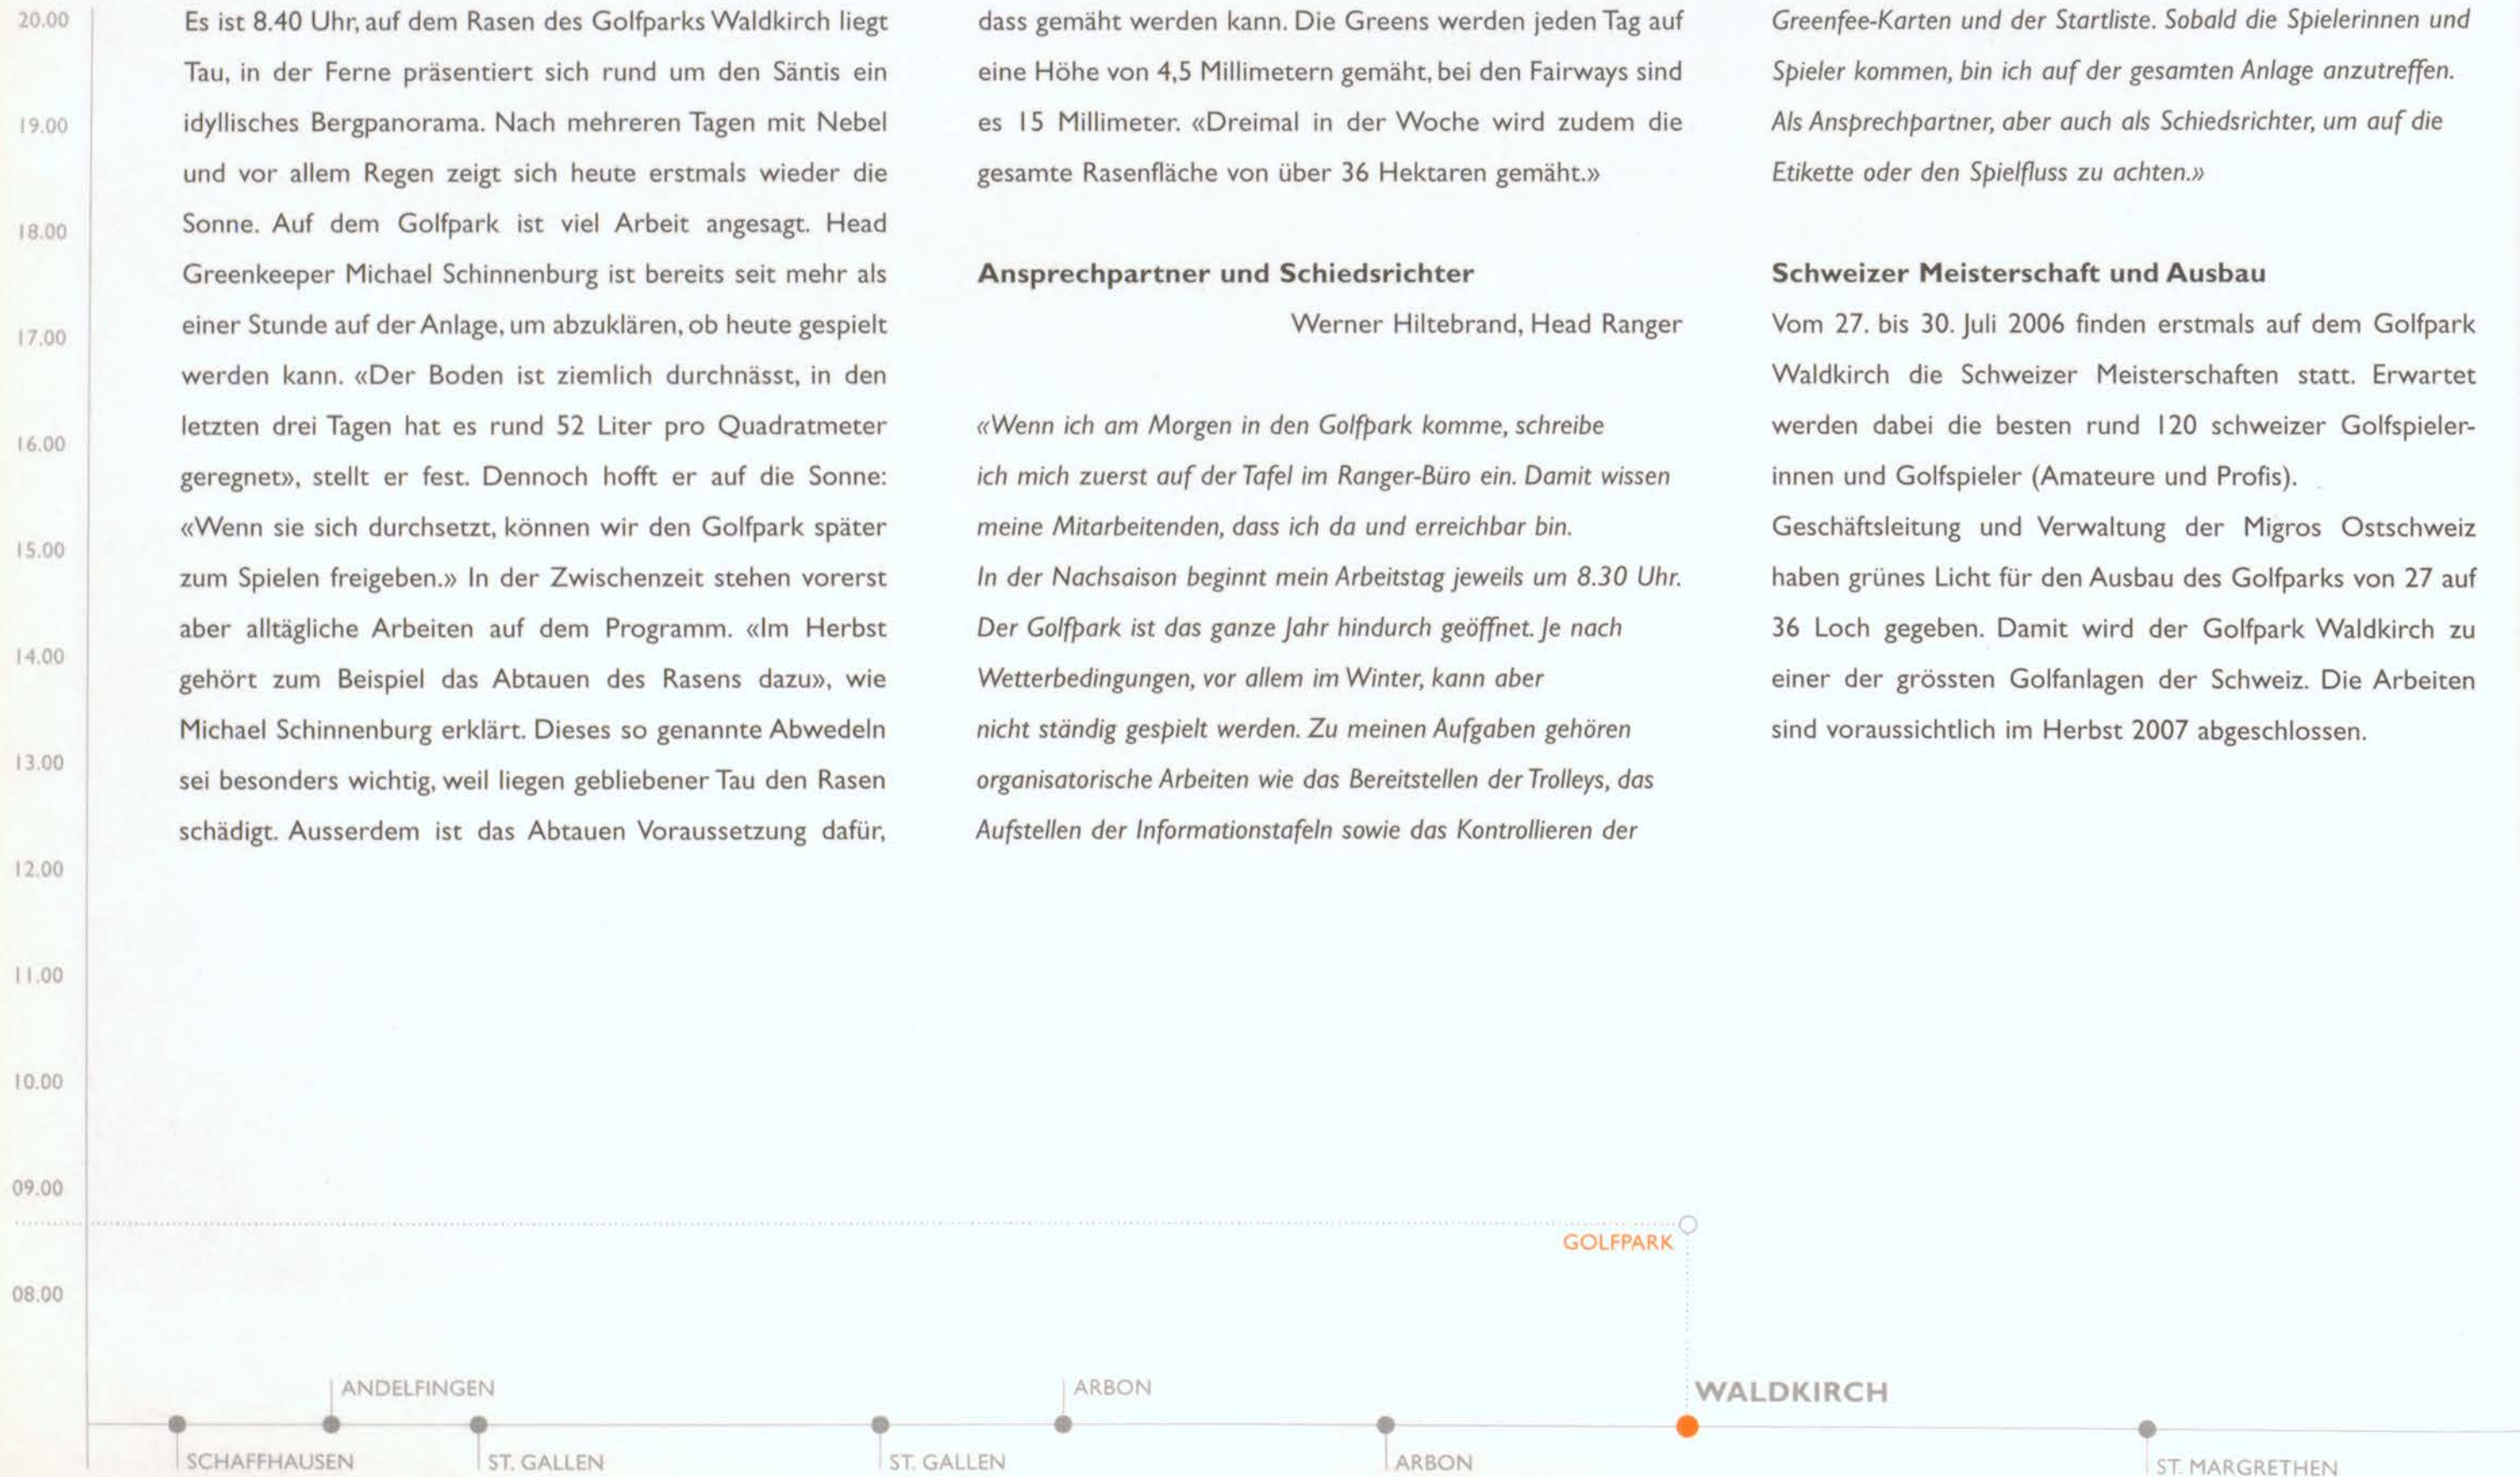 Es ist 8.40 Uhr, auf dem Rasen des Golfparks Waldkirch liegt
Tau, in der Ferne präsentiert sich rund um den Säntis ein
idyllisches Bergpanorama. Nach mehreren Tagen mit Nebel
und vor allem Regen zeigt sich heute erstmals wieder die
Sonne. Auf dem Golfpark ist viel Arbeit angesagt. Head
Greenkeeper Michael Schinnenburg ist bereits seit mehr als
einer Stunde auf der Anlage, um abzuklären, ob heute gespielt
werden kann. «Der Boden ist ziemlich durchnässt, in den
letzten drei Tagen hat es rund 52 Liter pro Quadratmeter
geregnet», stellt er fest. Dennoch hofft er auf die Sonne:
«Wenn sie sich durchsetzt, können wir den Golfpark später
zum Spielen freigeben.» In der Zwischenzeit stehen vorerst
aber alltägliche Arbeiten auf dem Programm. «Im Herbst
gehört zum Beispiel das Abtauen des Rasens dazu», wie
Michael Schinnenburg erklärt. Dieses so genannte Abwedeln
sei besonders wichtig, weil liegen gebliebener Tau den Rasen
schädigt. Ausserdem ist das Abtauen Voraussetzung dafür,
dass gemäht werden kann. Die Greens werden jeden Tag auf
eine Höhe von 4,5 Millimetern gemäht, bei den Fairways sind
es 15 Millimeter. «Dreimal in der Woche wird zudem die
gesamte Rasenfläche von über 36 Hektaren gemäht.»
Ansprechpartner und Schiedsrichter
Werner Hiltebrand, Head Ranger
«Wenn ich am Morgen in den Golfpark komme, schreibe
ich mich zuerst auf der Tafel im Ranger-Büro ein. Damit wissen
meine Mitarbeitenden, dass ich da und erreichbar bin.
In der Nachsaison beginnt mein Arbeitstag jeweils um 8.30 Uhr.
Der Golfpark ist das ganze Jahr hindurch geöffnet. Je nach
Wetterbedingungen, vor allem im Winter, kann aber
nicht ständig gespielt werden. Zu meinen Aufgaben gehören
organisatorische Arbeiten wie das Bereitstellen der Trolleys, das
Aufstellen der Informationstafeln sowie das Kontrollieren der
Greenfee-Karten und der Startliste. Sobald die Spielerinnen und
Spieler kommen, bin ich auf der gesamten Anlage anzutreffen.
Als Ansprechpartner, aber auch als Schiedsrichter, um auf die
Etikette oder den Spielfluss zu achten.»
Schweizer Meisterschaft und Ausbau
Vom 27. bis 30. Juli 2006 finden erstmals auf dem Golfpark
Waldkirch die Schweizer Meisterschaften statt. Erwartet
werden dabei die besten rund 120 schweizer Golfspieler-
innen und Golfspieler (Amateure und Profis).
Geschäftsleitung und Verwaltung der Migros Ostschweiz
haben grünes Licht für den Ausbau des Golfparks von 27 auf
36 Loch gegeben. Damit wird der Golfpark Waldkirch zu
einer der grössten Golfanlagen der Schweiz. Die Arbeiten
sind voraussichtlich im Herbst 2007 abgeschlossen.
20.00
19.00
18.00
17.00
16.00
15.00
14.00
13.00
12.00
11.00
10.00
09.00
08.00
GOLFPARK
ANDELFINGEN
ARBON
WALDKIRCH
SCHAFFHAUSEN
ST. GALLEN
ST. GALLEN
ARBON
ST. MARGRETHEN